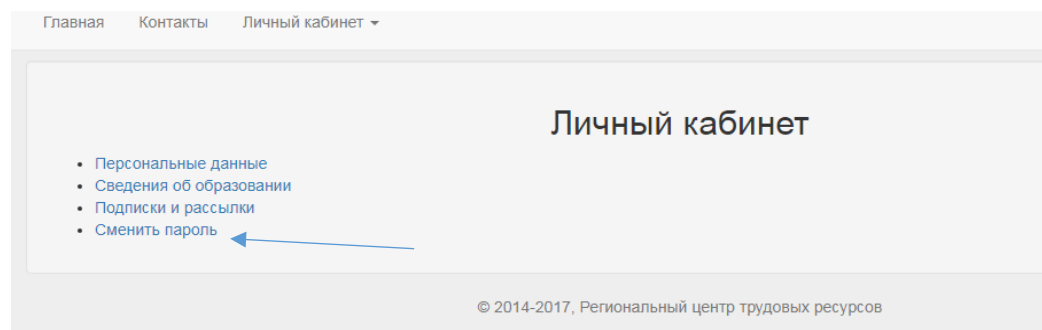 Главная Контакты Личный кабинет
Личный кабинет
Персональные данные
Сведения об образовании
Подписки и рассылки
Сменить пароль
© 2014-2017, Региональный центр трудовых ресурсов